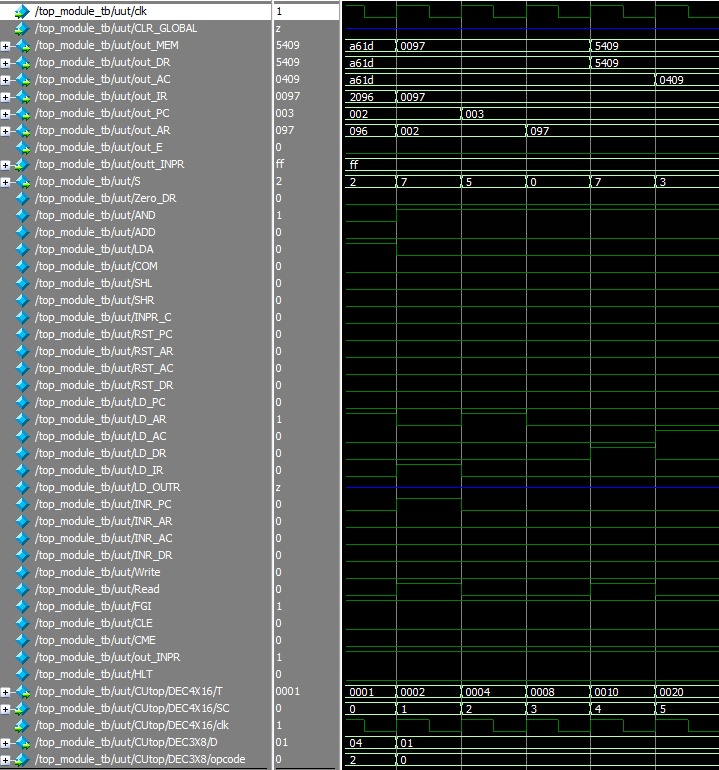 /top_module_tb/uut/clk 1
/top_module_tb/uut/CLR_GLOBAL z
/top_module_tb/uut/out_MEM 5409 a61d 0097 5409
/top_module_tb/uut/out_DR 5409 a61d 5409
/top_module_tb/uut/out_AC 0409 a61d 0409
/top_module_tb/uut/out_IR 0097 2096 0097
/top_module_tb/uut/out_PC 003 002 003
/top_module_tb/uut/out_AR 097 096 002 097
/top_module_tb/uut/out_E 0
/top_module_tb/uut/outt_INPR ff ff
/top_module_tb/uut/S 2 2 7 5 0 7 3
/top_module_tb/uut/Zero_DR 0
/top_module_tb/uut/AND 1
/top_module_tb/uut/ADD 0
/top_module_tb/uut/LDA 0
/top_module_tb/uut/COM 0
/top_module_tb/uut/SHL 0
/top_module_tb/uut/SHR 0
/top_module_tb/uut/INPR_C 0
/top_module_tb/uut/RST_PC 0
/top_module_tb/uut/RST_AR 0
/top_module_tb/uut/RST_AC 0
/top_module_tb/uut/RST_DR 0
/top_module_tb/uut/LD_PC 0
/top_module_tb/uut/LD_AR 1
/top_module_tb/uut/LD_AC 0
/top_module_tb/uut/LD_DR 0
/top_module_tb/uut/LD_IR 0
/top_module_tb/uut/LD_OUTR z
/top_module_tb/uut/INR_PC 0
/top_module_tb/uut/INR_AR 0
/top_module_tb/uut/INR_AC 0
/top_module_tb/uut/INR_DR 0
/top_module_tb/uut/Write 0
/top_module_tb/uut/Read 0
/top_module_tb/uut/FGI 1
/top_module_tb/uut/CLE 0
/top_module_tb/uut/CME 0
/top_module_tb/uut/out_INPR 1
/top_module_tb/uut/HLT 0
/top_module_tb/uut/CUtop/DEC4X16/T 0001 0001 0002 0004 0008 0010 0020
/top_module_tb/uut/CUtop/DEC4X16/SC 0 0 1 2 3 4 5
/top_module_tb/uut/CUtop/DEC4X16/clk 1
/top_module_tb/uut/CUtop/DEC3X8/D 01 04 01
/top_module_tb/uut/CUtop/DEC3X8/opcode 0 2 0